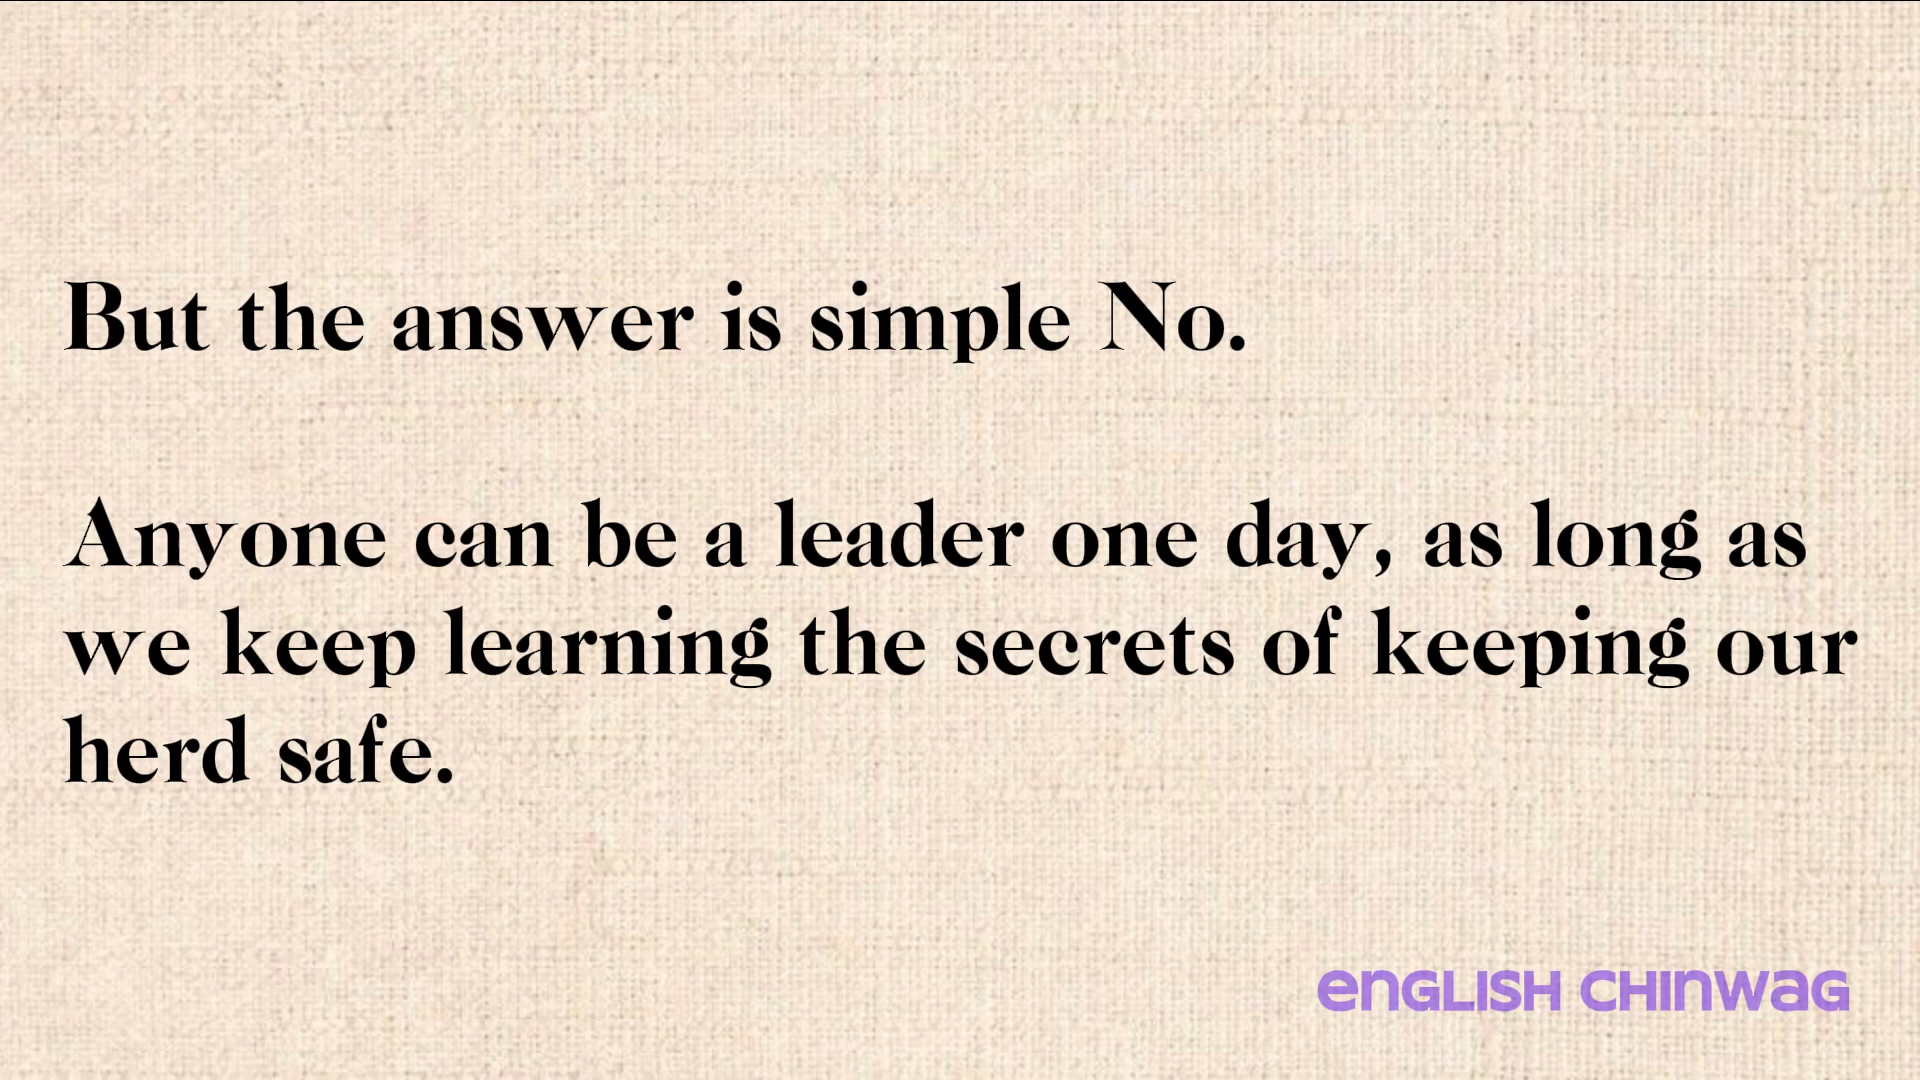 But the answer is simple No.
Anyone can be a leader one day, as long as
we keep learning the secrets of keeping our
herd safe.
ENGLISH CHINWAG